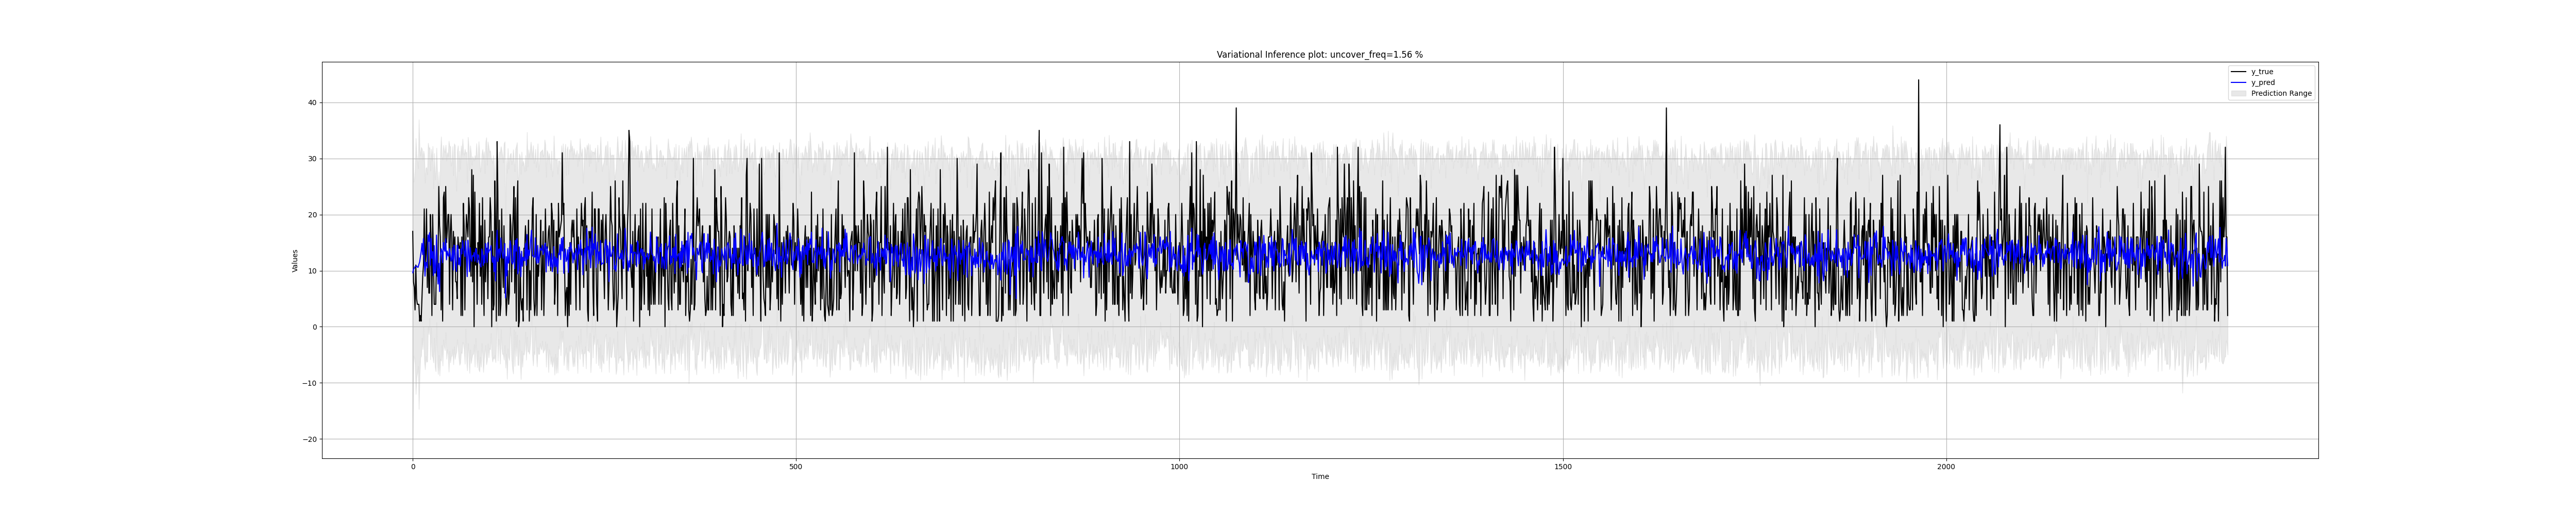 Variational Inference plot: uncover_freq=1.56 %
y_true
y_pred
Prediction Range
40
30
20
10
0
−10
−20
Values
0 500 1000 1500 2000
Time